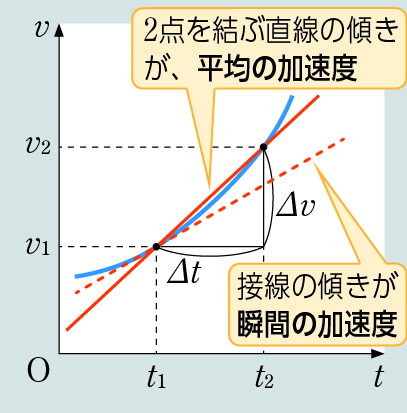 v
2点を結ぶ直線の傾き
が、平均の加速度
v₂
Δv
v₁
Δt
接線の傾きが
瞬間の加速度
O
t₁
t₂
t